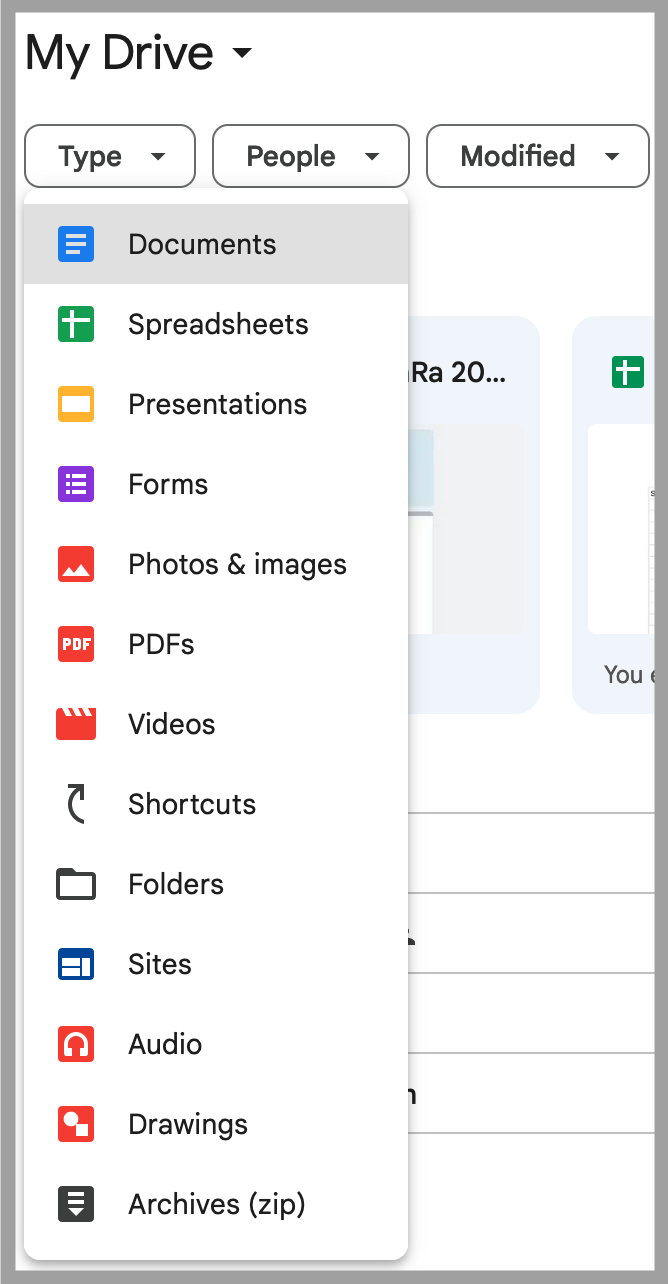 My Drive
Type People Modified
Documents
Spreadsheets
Presentations
Forms
Photos & images
PDF PDFs
Videos
Shortcuts
Folders
Sites
Audio
Drawings
Archives (zip)
Ra 20...
You